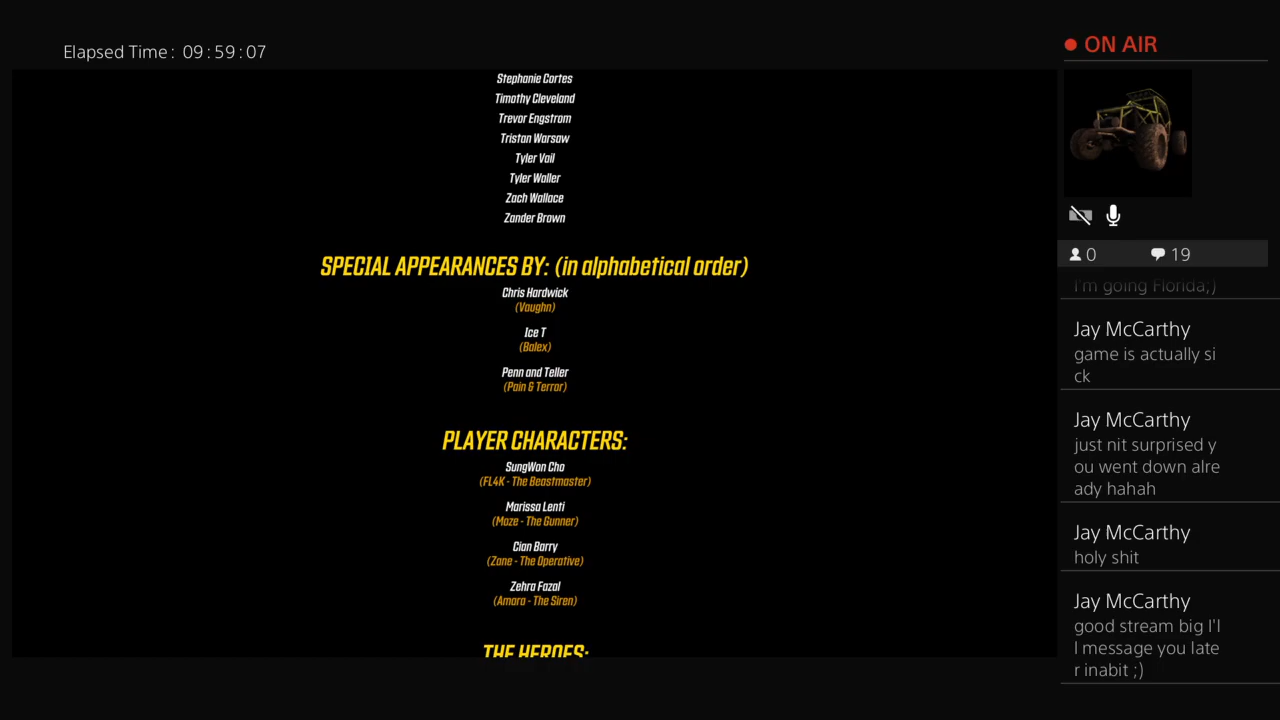 Elapsed Time: 09:59:07
ON AIR
Stephanie Cortes
Timothy Cleveland
Trevor Engstrom
Tristan Warsaw
Tyler Vail
Tyler Waller
Zach Wallace
Zander Brown
SPECIAL APPEARANCES BY: (in alphabetical order)
Chris Hardwick
(Vaughn)
Ice T
(Balex)
Penn and Teller
(Pain & Terror)
PLAYER CHARACTERS:
SungWon Cho
(FL4K - The Beastmaster)
Marissa Lenti
(Moze - The Gunner)
Cian Barry
(Zane - The Operative)
Zehra Fazal
(Amara - The Siren)
THE HEROES:
0 19
I'm going Florida;)
Jay McCarthy
game is actually si
ck
Jay McCarthy
just nit surprised y
ou went down alre
ady hahah
Jay McCarthy
holy shit
Jay McCarthy
good stream big I'l
l message you late
r inabit ;)